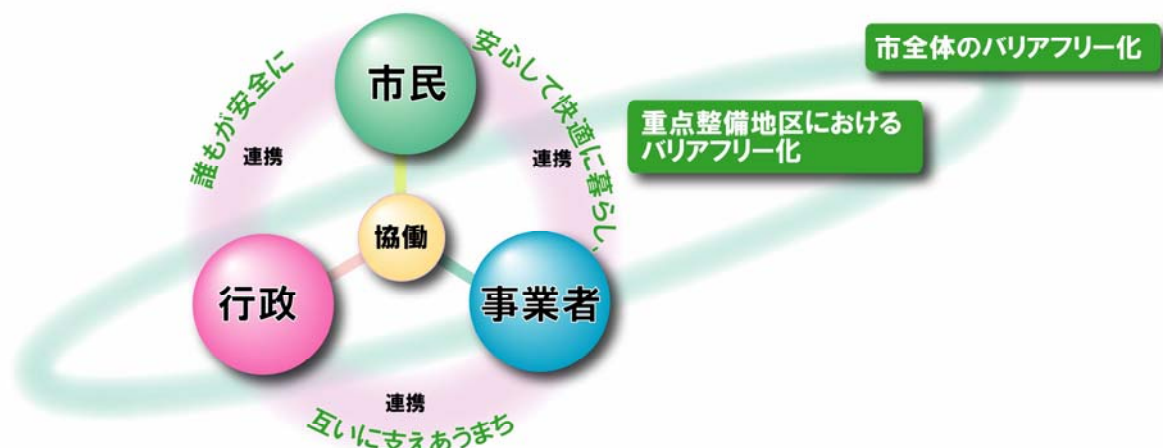 市全体のバリアフリー化
重点整備地区における
バリアフリー化
誰もが安全に
安心して快適に暮らし、
互いに支えあうまち
市民
連携
連携
協働
行政
事業者
連携